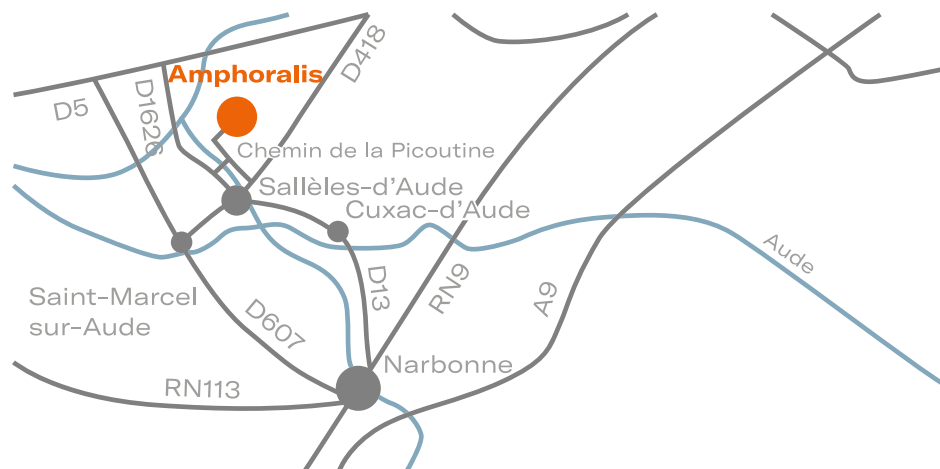 D418
Amphoralis
D5
D1626
Chemin de la Picoutine
Sallèles-d'Aude
Cuxac-d'Aude
Aude
D13
RN9
A9
Saint-Marcel
sur-Aude
D607
Narbonne
RN113